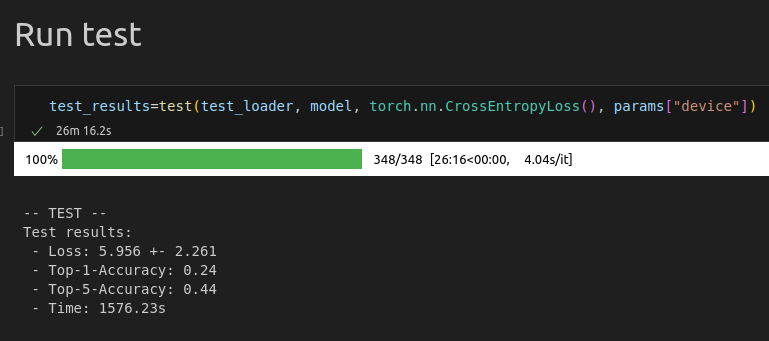 Run test
test_results=test(test_loader, model, torch.nn.CrossEntropyLoss(), params["device"])
]
✓ 26m 16.2s
100% 348/348 [26:16<00:00, 4.04s/it]
-- TEST --
Test results:
- Loss: 5.956 +- 2.261
- Top-1-Accuracy: 0.24
- Top-5-Accuracy: 0.44
- Time: 1576.23s